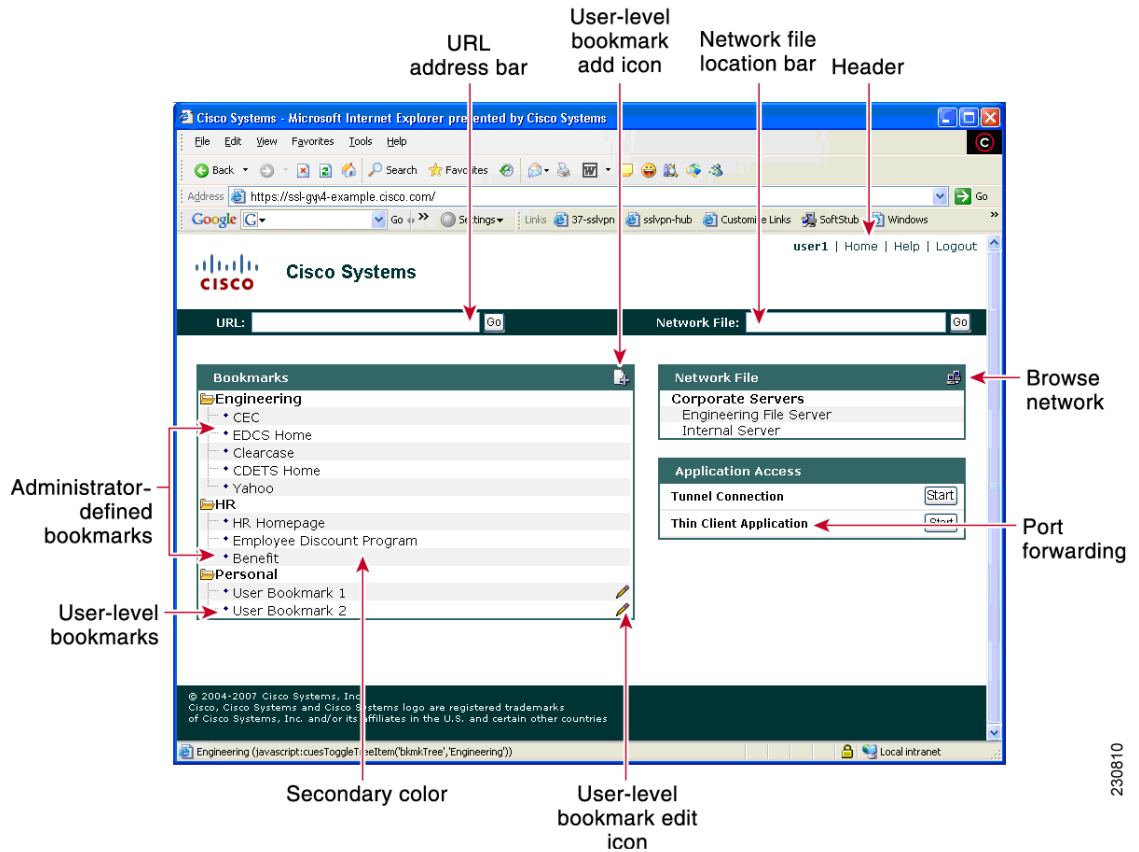 User-level
bookmark
add icon
URL
address bar
Network file
location bar
Header
Cisco Systems - Microsoft Internet Explorer presented by Cisco Systems
File Edit View Favorites Tools Help
Back Search Favorites
Address https://ssl-gw4-example.cisco.com/ Go
Google G Go Settings Links 37-sslvpn sslvpn-hub Customize Links SoftStub Windows
user1 | Home | Help | Logout
CISCO Cisco Systems
URL: Go Network File: Go
Bookmarks
Engineering
CEC
EDCS Home
Clearcase
CDETS Home
Yahoo
HR
HR Homepage
Employee Discount Program
Benefit
Personal
User Bookmark 1
User Bookmark 2
Network File
Corporate Servers
Engineering File Server
Internal Server
Application Access
Tunnel Connection Start
Thin Client Application Start
Browse
network
Port
forwarding
Administrator-
defined
bookmarks
User-level
bookmarks
© 2004-2007 Cisco Systems, Inc
Cisco, Cisco Systems and Cisco Systems logo are registered trademarks
of Cisco Systems, Inc. and/or its affiliates in the U.S. and certain other countries
Engineering (javascript:cuesToggleTreeItem('bkmkTree','Engineering')) Local intranet
Secondary color
User-level
bookmark edit
icon
230810